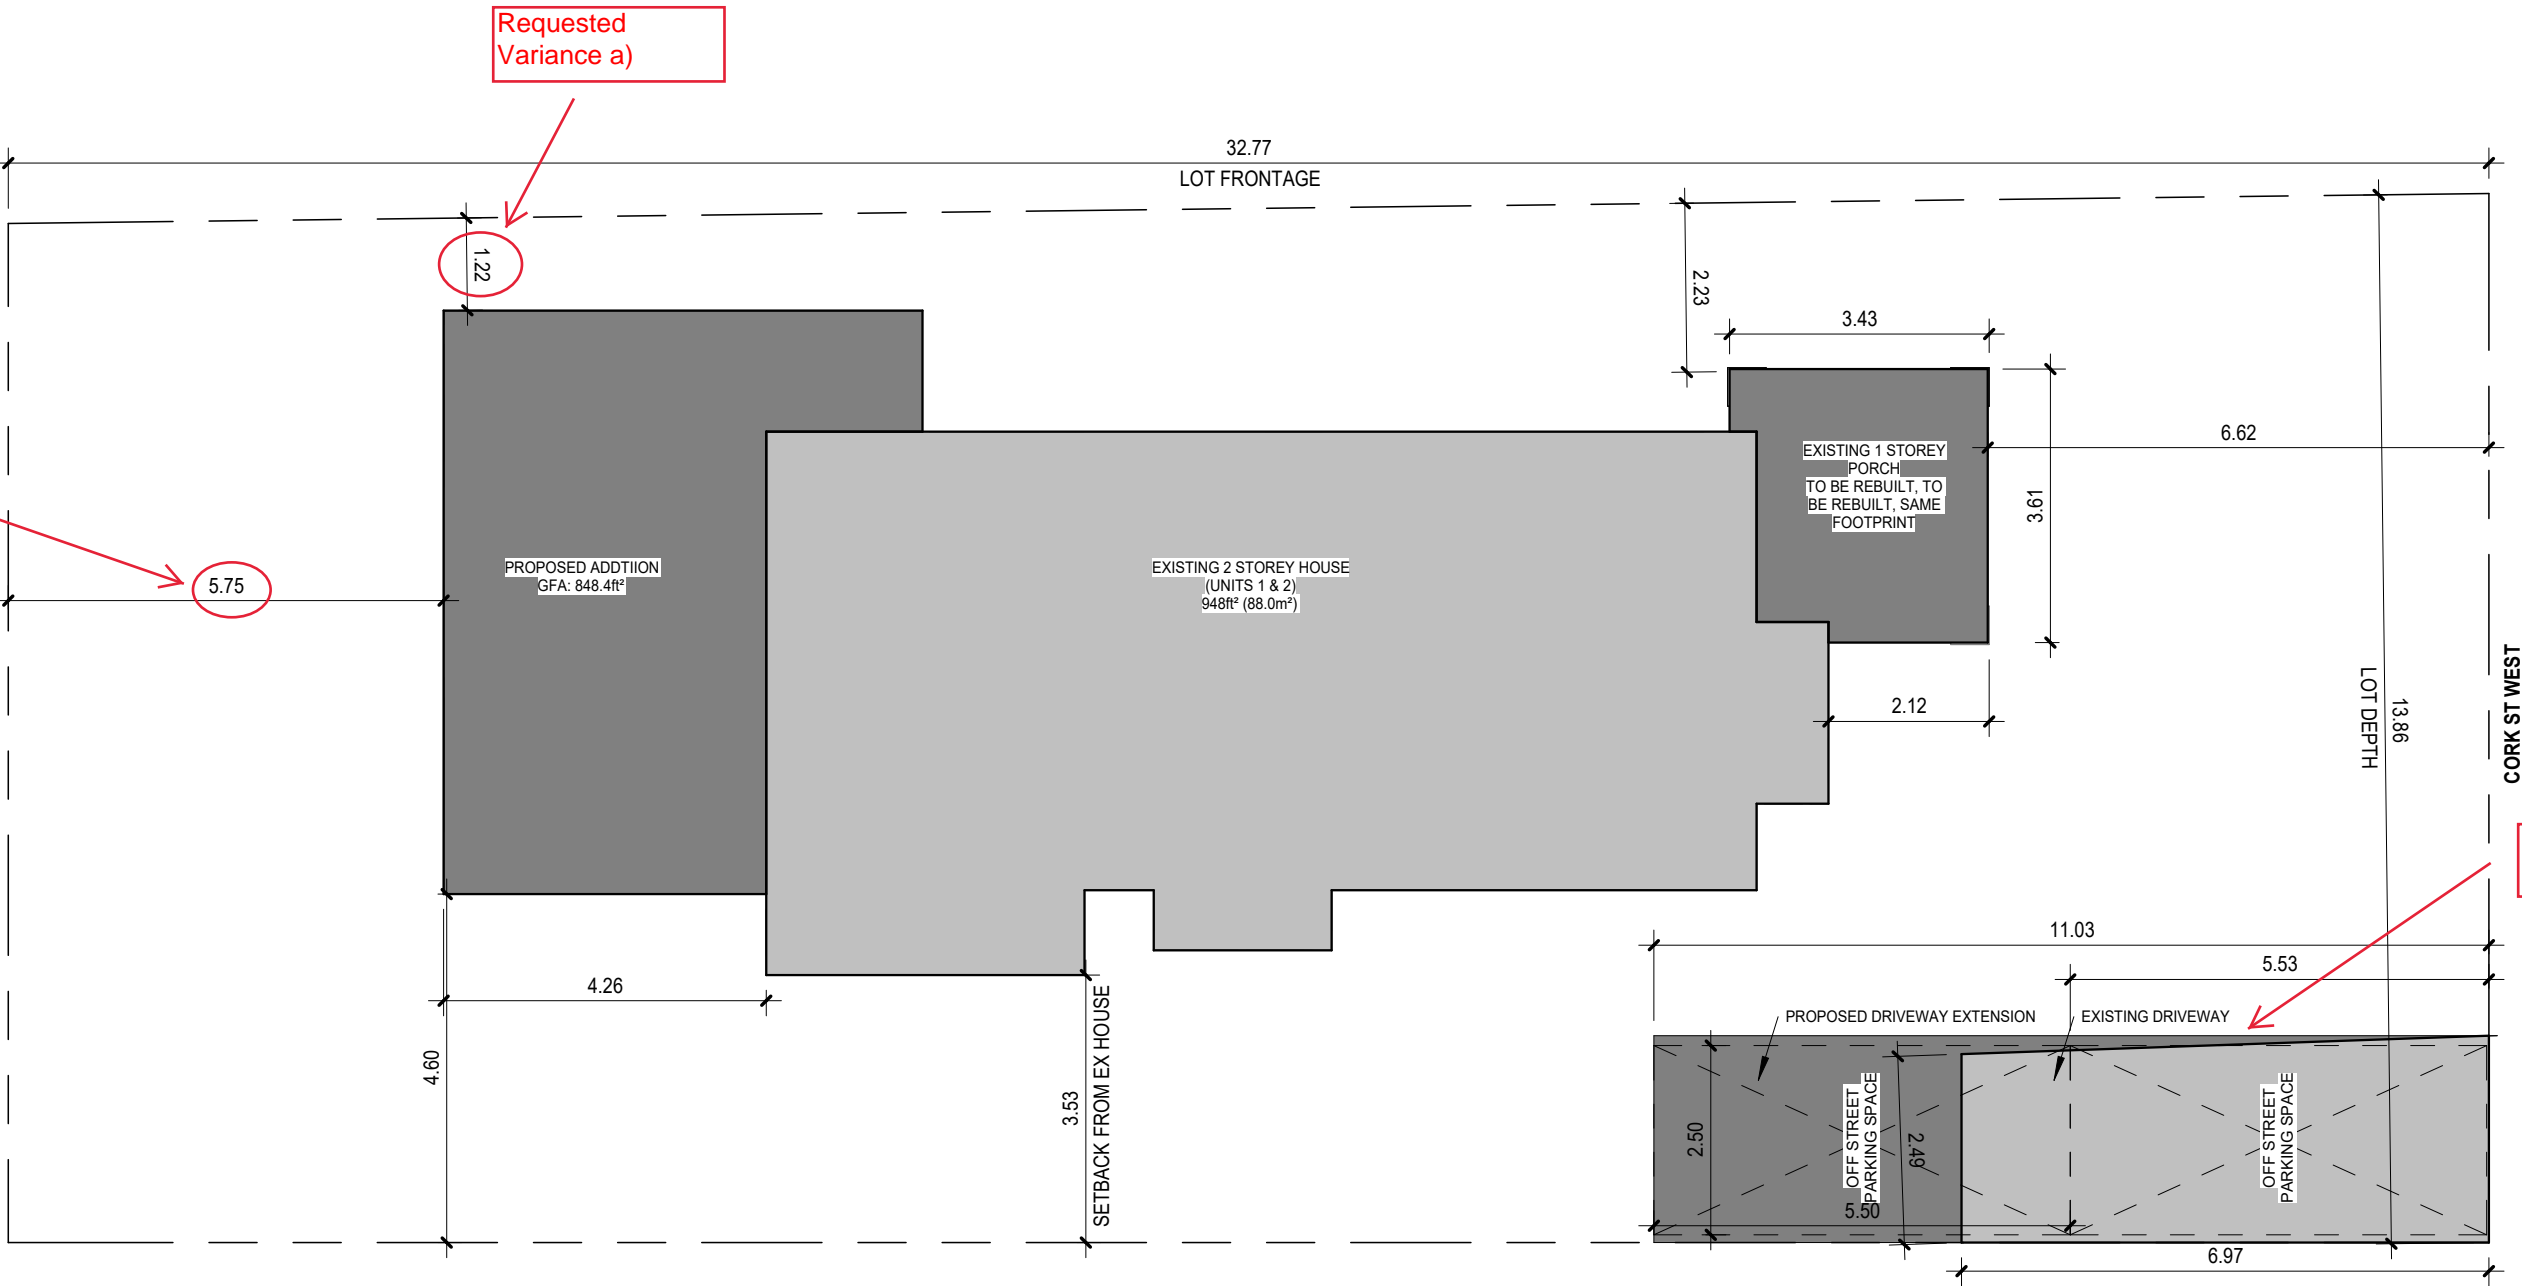 Requested
Variance a)
32.77
LOT FRONTAGE
1.22
2.23
3.43
EXISTING 1 STOREY
PORCH
TO BE REBUILT, TO
BE REBUILT, SAME
FOOTPRINT
6.62
3.61
5.75
PROPOSED ADDTIION
GFA: 848.4ft²
EXISTING 2 STOREY HOUSE
(UNITS 1 & 2)
948ft² (88.0m²)
2.12
13.86
LOT DEPTH
CORK ST WEST
11.03
5.53
4.26
4.60
3.53
SETBACK FROM EX HOUSE
PROPOSED DRIVEWAY EXTENSION
EXISTING DRIVEWAY
2.50
OFF STREET
PARKING SPACE
2.49
OFF STREET
PARKING SPACE
5.50
6.97